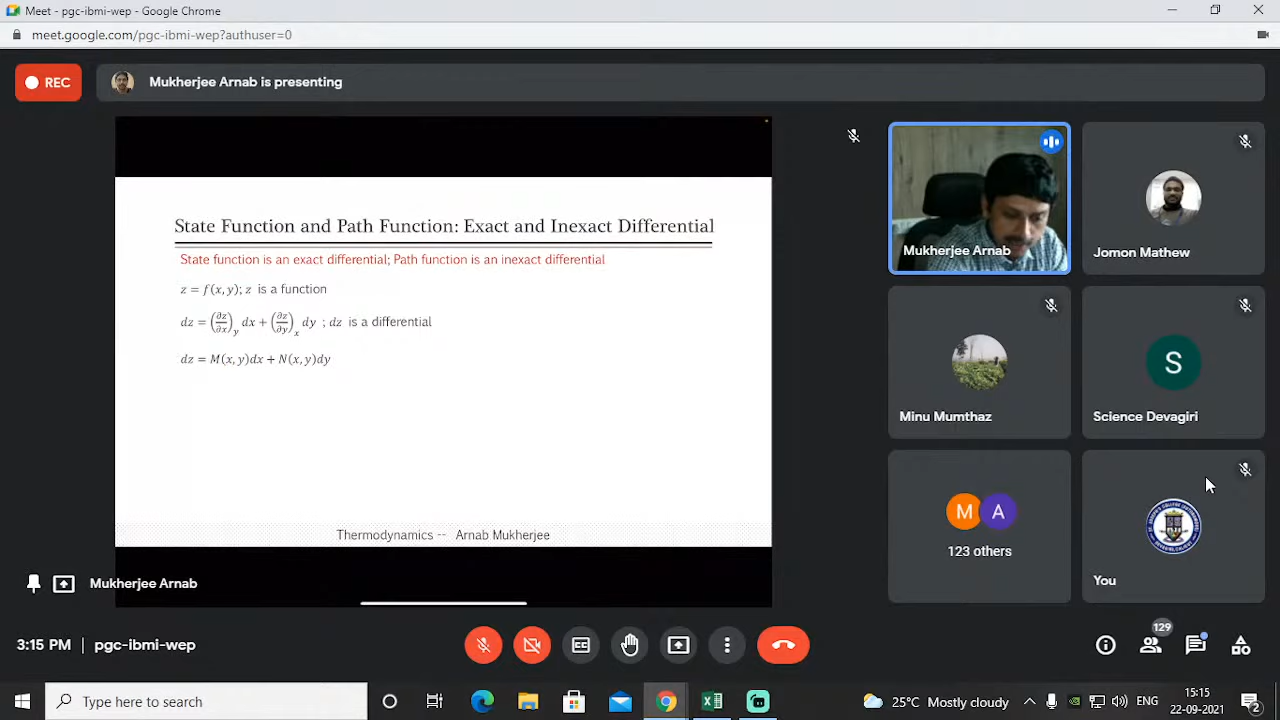 Meet - pgc-ibmi-wep - Google Chrome
meet.google.com/pgc-ibmi-wep?authuser=0
REC
Mukherjee Arnab is presenting
State Function and Path Function: Exact and Inexact Differential
State function is an exact differential; Path function is an inexact differential
z = f(x, y); z is a function
dz = (∂z/∂x)_y dx + (∂z/∂y)_x dy ; dz is a differential
dz = M(x, y)dx + N(x, y)dy
Thermodynamics -- Arnab Mukherjee
Mukherjee Arnab
Mukherjee Arnab
Jomon Mathew
Minu Mumthaz
S
Science Devagiri
M A
123 others
You
3:15 PM | pgc-ibmi-wep
129
Type here to search
25°C Mostly cloudy
ENG
15:15
22-09-2021
2